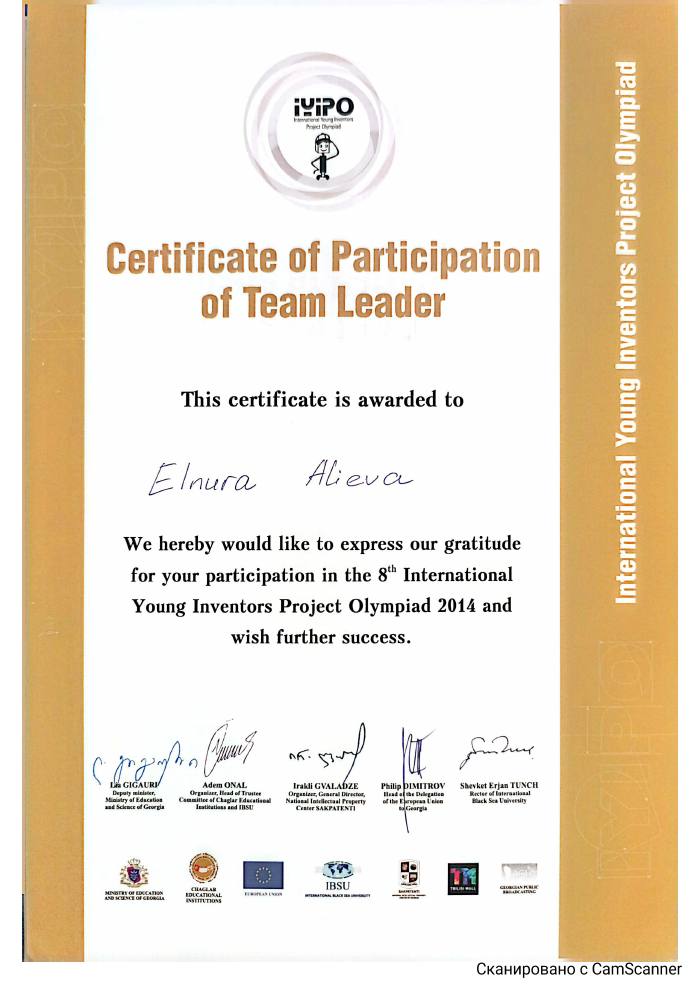 iYiPO
International Young Inventors
Project Olympiad
Certificate of Participation
of Team Leader
This certificate is awarded to
Elnura Alieva
We hereby would like to express our gratitude
for your participation in the 8th International
Young Inventors Project Olympiad 2014 and
wish further success.
Lia GIGAURI
Deputy minister,
Ministry of Education
and Science of Georgia
Adem ONAL
Organizer, Head of Trustee
Committee of Chaglar Educational
Institutions and IBSU
Irakli GVALADZE
Organizer, General Director,
National Intellectual Property
Center SAKPATENTI
Philip DIMITROV
Head of the Delegation
of the European Union
to Georgia
Shevket Erjan TUNCH
Rector of International
Black Sea University
MINISTRY OF EDUCATION
AND SCIENCE OF GEORGIA
CHAGLAR
EDUCATIONAL
INSTITUTIONS
EUROPEAN UNION
IBSU
INTERNATIONAL BLACK SEA UNIVERSITY
SAKPATENTI
TM
TBILISI MALL
GEORGIAN PUBLIC
BROADCASTING
International Young Inventors Project Olympiad
IYIPO
Сканировано с CamScanner